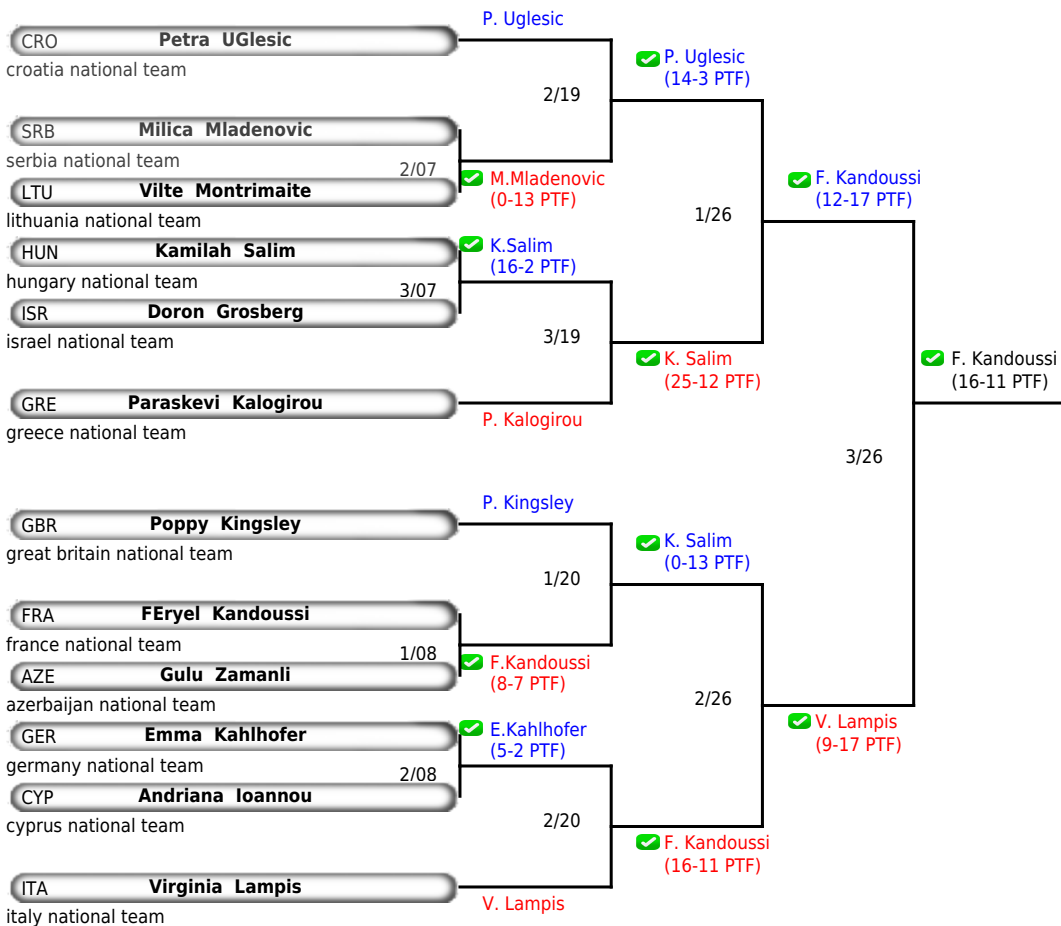 P. Uglesic
CRO Petra UGlesic
croatia national team
P. Uglesic
(14-3 PTF)
2/19
SRB Milica Mladenovic
serbia national team
2/07
M.Mladenovic
(0-13 PTF)
LTU Vilte Montrimaite
lithuania national team
F. Kandoussi
(12-17 PTF)
1/26
HUN Kamilah Salim
hungary national team
K.Salim
(16-2 PTF)
3/07
ISR Doron Grosberg
israel national team
3/19
K. Salim
(25-12 PTF)
F. Kandoussi
(16-11 PTF)
GRE Paraskevi Kalogirou
greece national team
P. Kalogirou
3/26
P. Kingsley
GBR Poppy Kingsley
great britain national team
K. Salim
(0-13 PTF)
1/20
FRA FEryel Kandoussi
france national team
1/08
F.Kandoussi
(8-7 PTF)
AZE Gulu Zamanli
azerbaijan national team
2/26
V. Lampis
(9-17 PTF)
GER Emma Kahlhofer
germany national team
E.Kahlhofer
(5-2 PTF)
2/08
CYP Andriana Ioannou
cyprus national team
2/20
F. Kandoussi
(16-11 PTF)
ITA Virginia Lampis
italy national team
V. Lampis